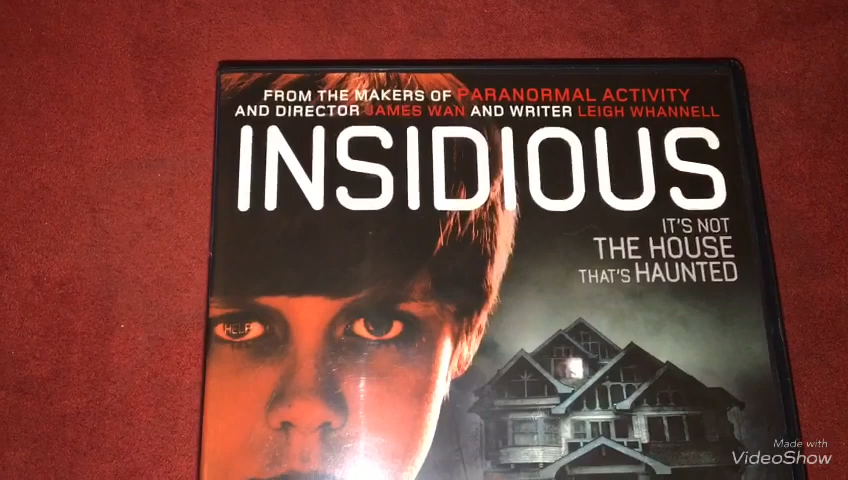 FROM THE MAKERS OF PARANORMAL ACTIVITY
AND DIRECTOR JAMES WAN AND WRITER LEIGH WHANNELL
INSIDIOUS
IT'S NOT
THE HOUSE
THAT'S HAUNTED
HELP
Made with
VideoShow